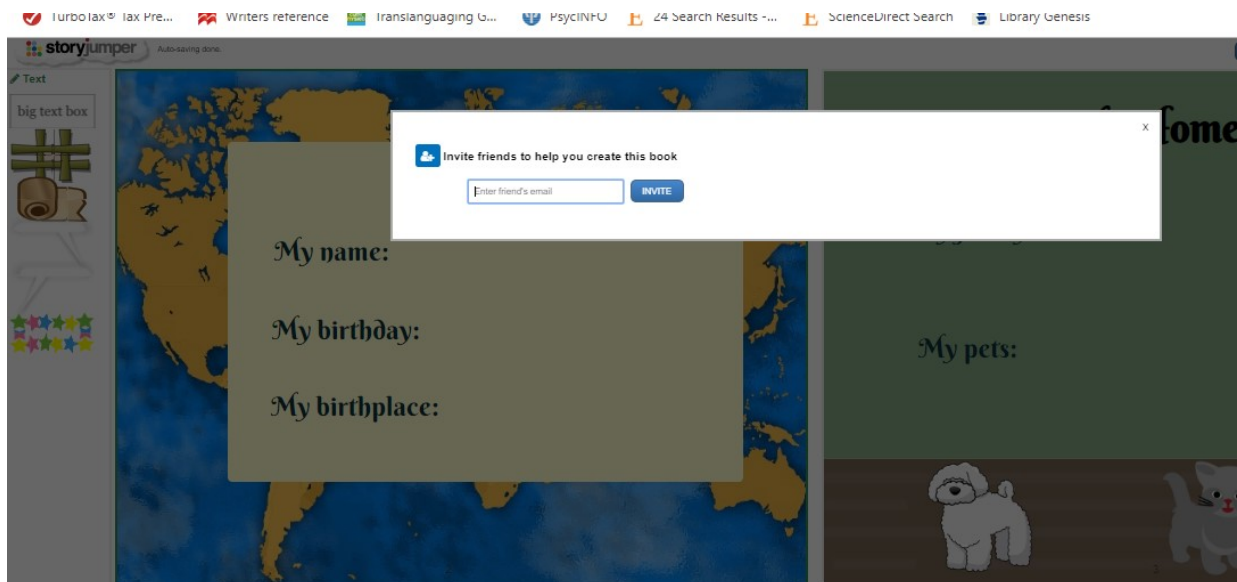 TurboTax® Tax Pre...    Writers reference    Translanguaging G...    PsycINFO    24 Search Results -...    ScienceDirect Search    Library Genesis
storyjumper    Auto-saving done.
Text
big text box
x
Invite friends to help you create this book
Enter friend's email    INVITE
My name:
My birthday:
My birthplace:
My pets:
3